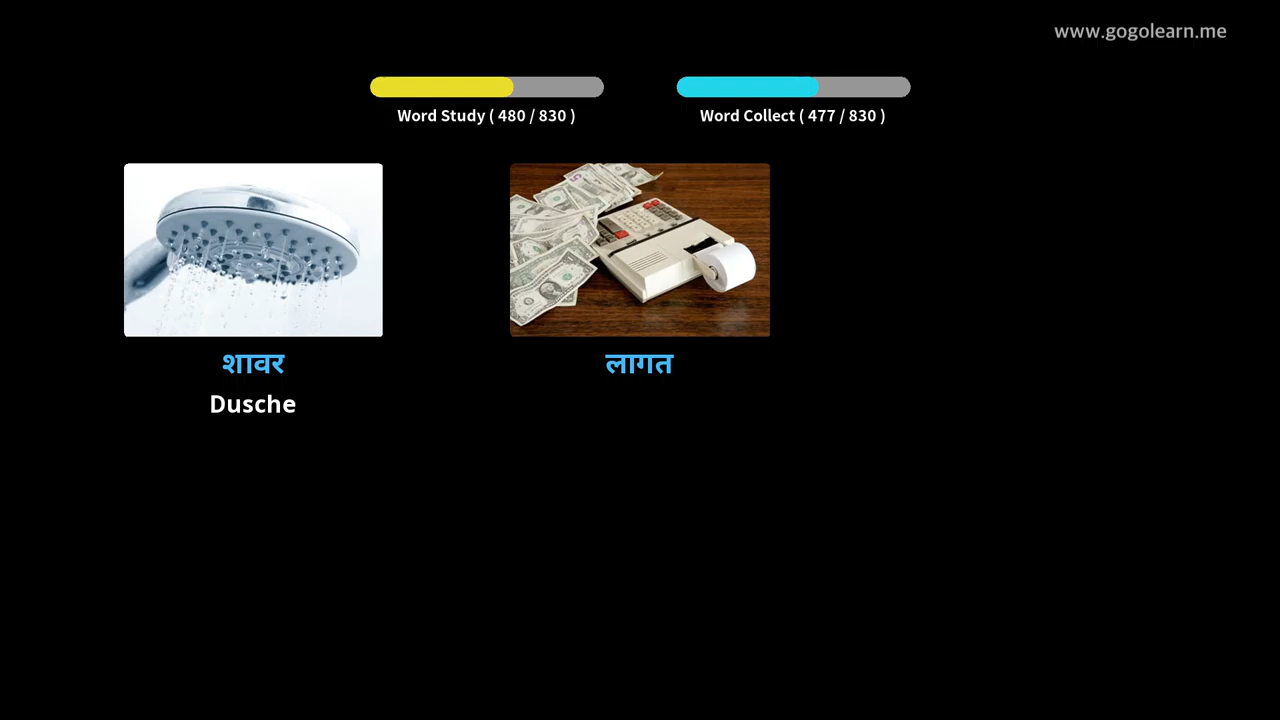 www.gogolearn.me
Word Study ( 480 / 830 )
Word Collect ( 477 / 830 )
शावर
लागत
Dusche